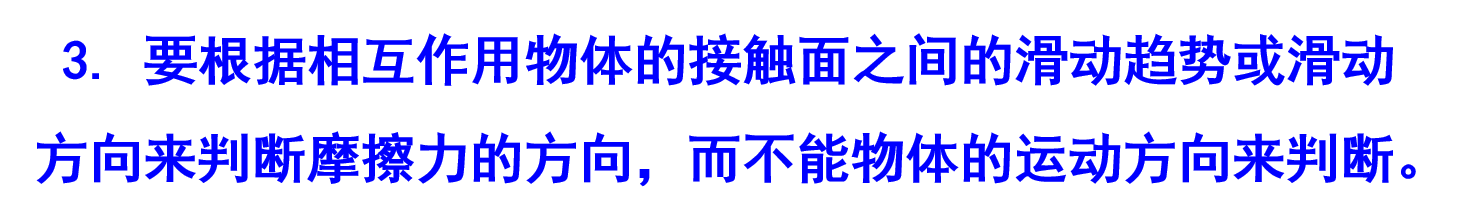 3. 要根据相互作用物体的接触面之间的滑动趋势或滑动
方向来判断摩擦力的方向，而不能物体的运动方向来判断。